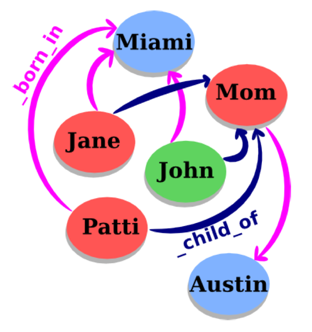 Miami
_born_in
Mom
Jane
John
Patti
_child_of
Austin